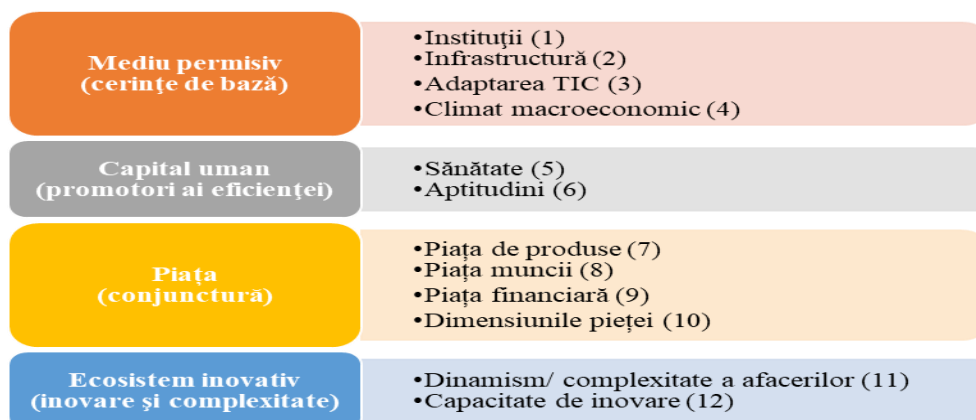 Mediu permisiv
(cerinţe de bază)
•Instituţii (1)
•Infrastructură (2)
•Adaptarea TIC (3)
•Climat macroeconomic (4)
Capital uman
(promotori ai eficienţei)
•Sănătate (5)
•Aptitudini (6)
Piața
(conjunctură)
•Piața de produse (7)
•Piața muncii (8)
•Piața financiară (9)
•Dimensiunile pieței (10)
Ecosistem inovativ
(inovare şi complexitate)
•Dinamism/ complexitate a afacerilor (11)
•Capacitate de inovare (12)